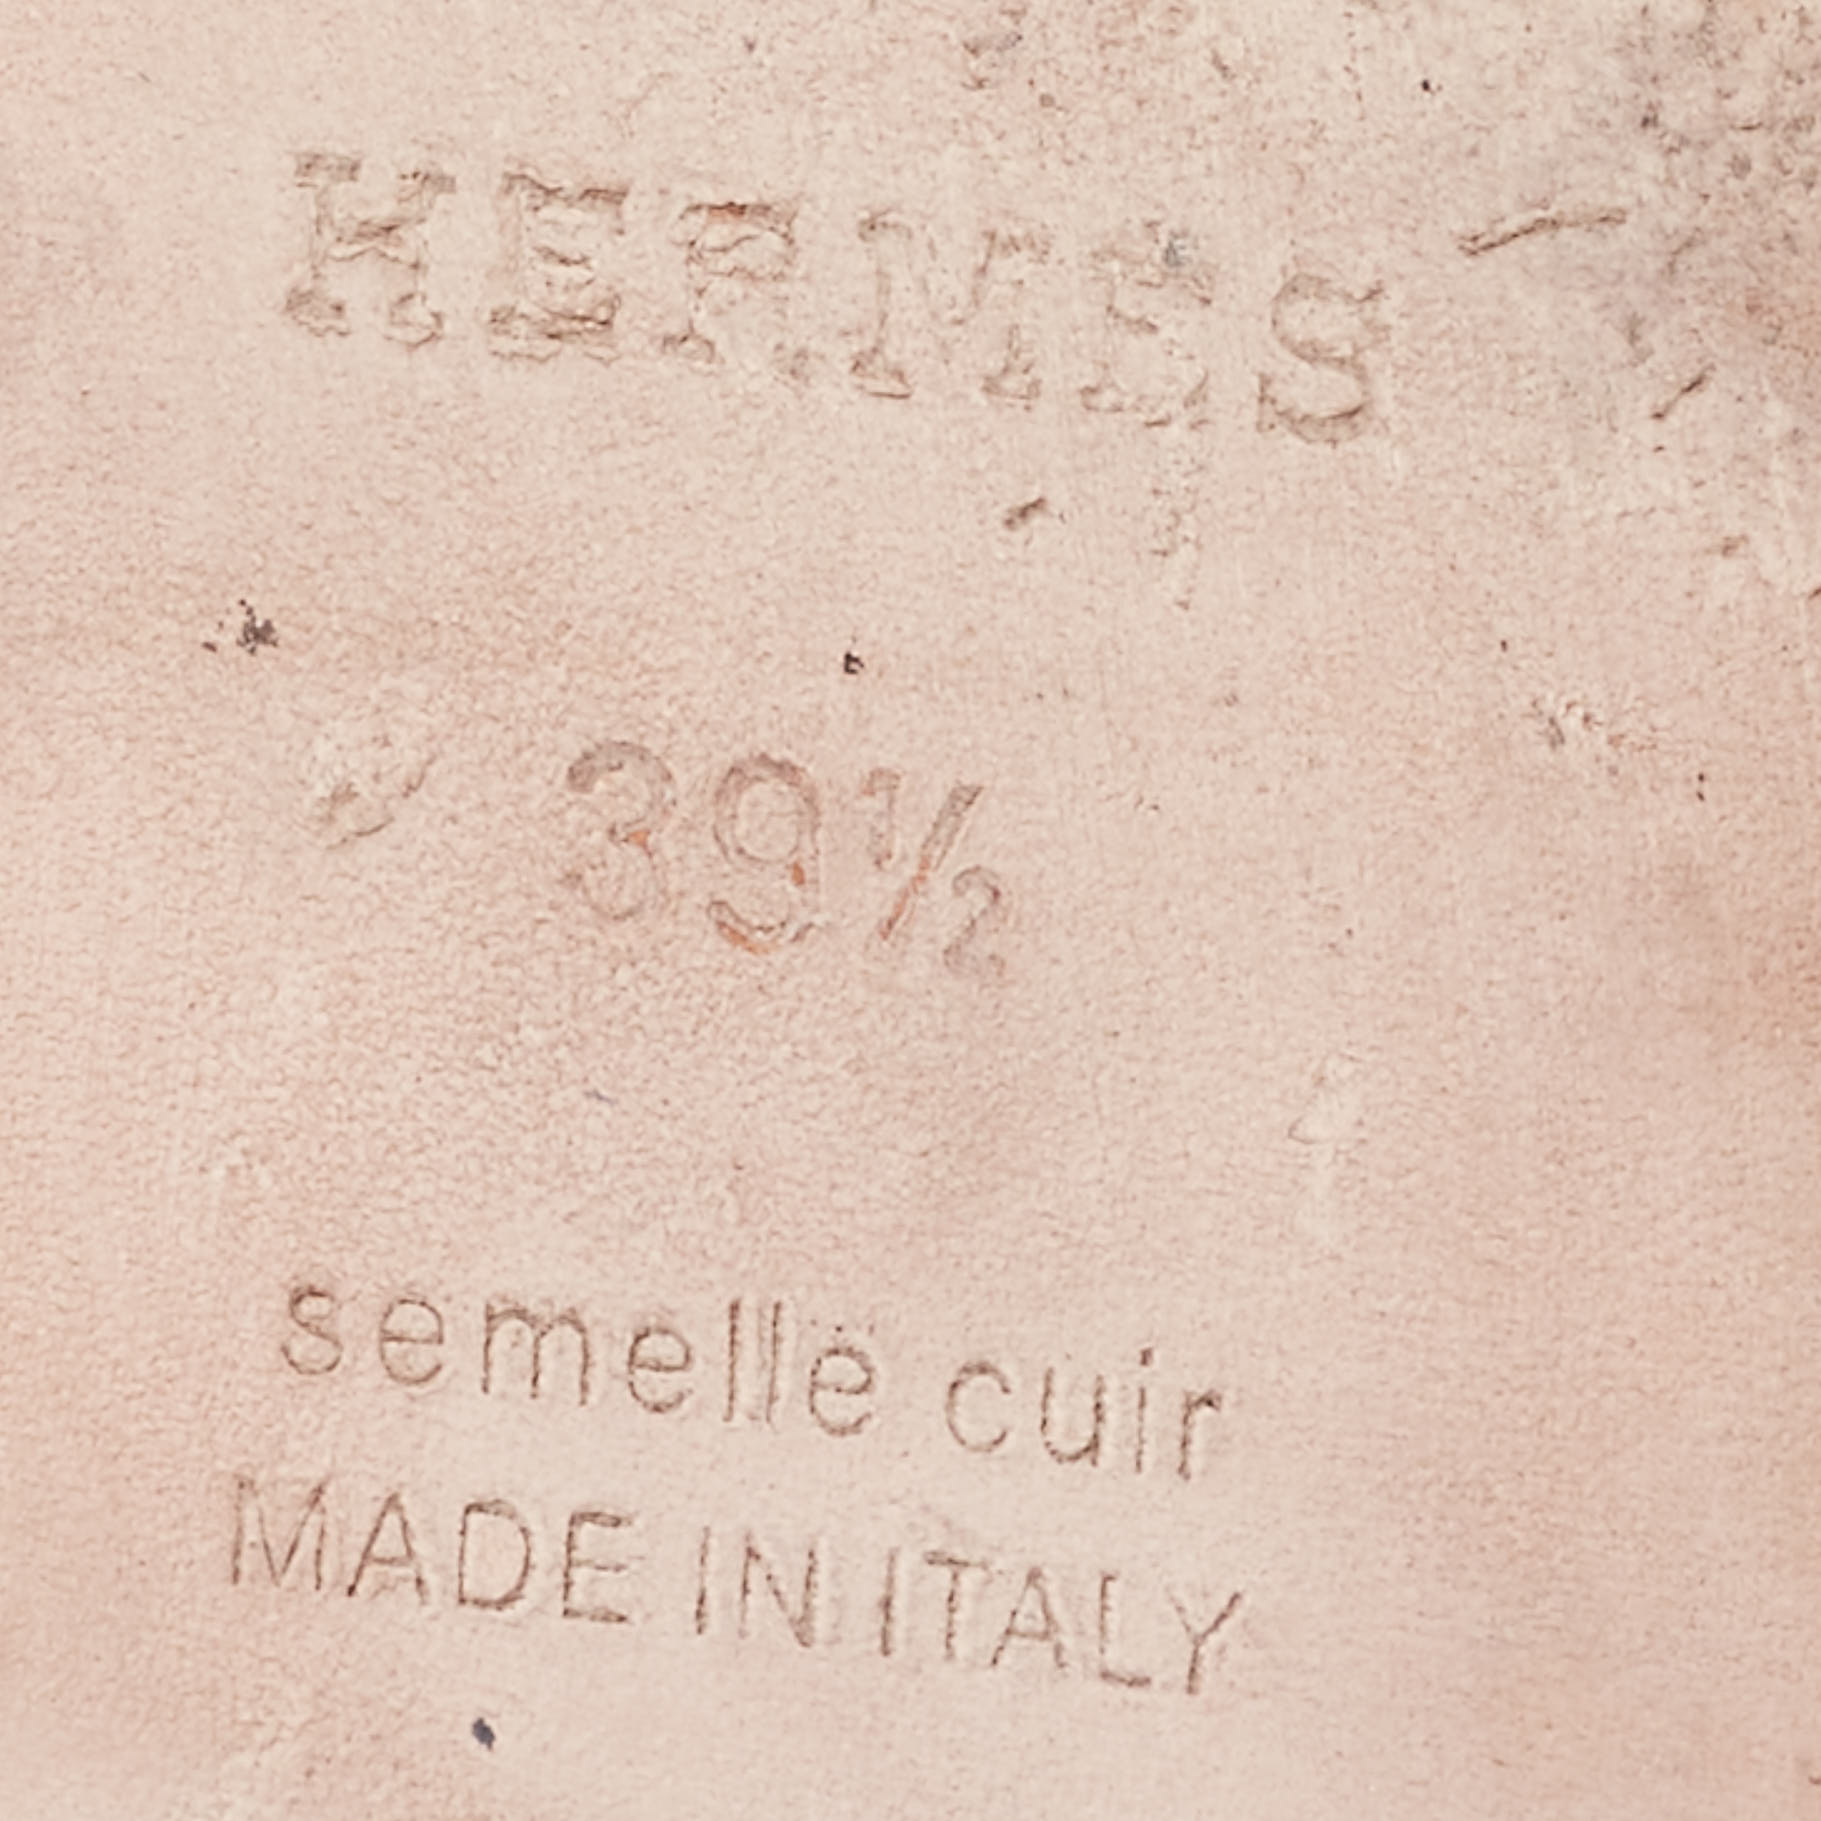 HERMES
39½
semelle cuir
MADE IN ITALY